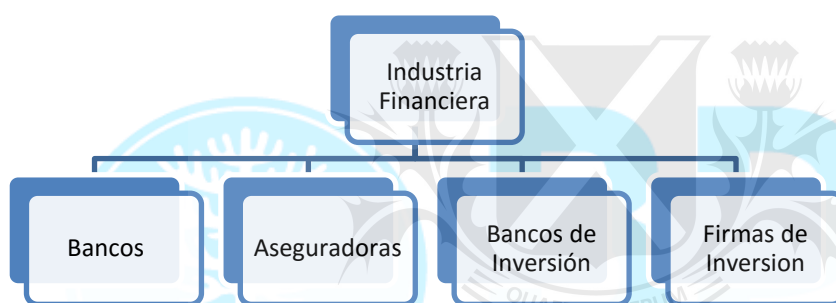 Industria
Financiera
Bancos
Aseguradoras
Bancos de
Inversión
Firmas de
Inversion